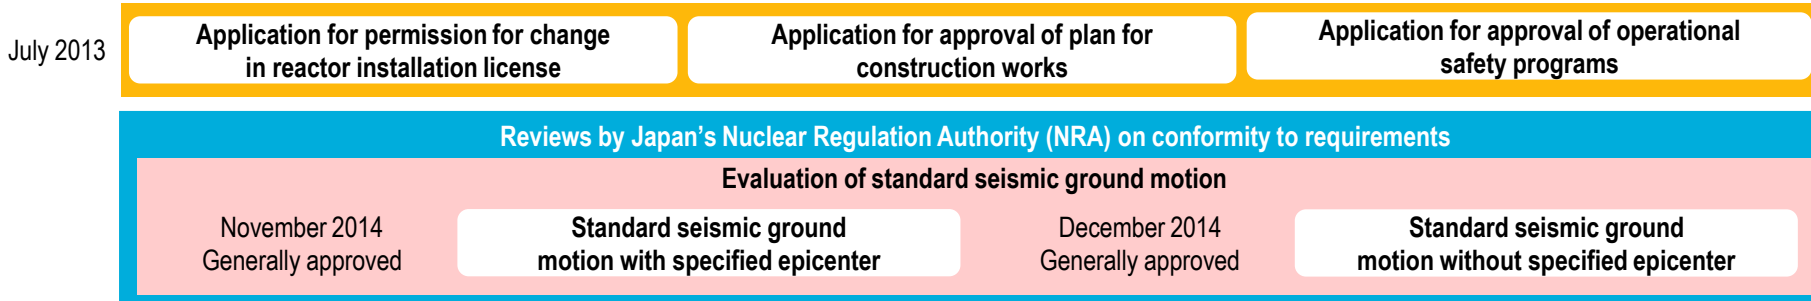 July 2013
Application for permission for change
in reactor installation license
Application for approval of plan for
construction works
Application for approval of operational
safety programs
Reviews by Japan’s Nuclear Regulation Authority (NRA) on conformity to requirements
Evaluation of standard seismic ground motion
November 2014
Generally approved
Standard seismic ground
motion with specified epicenter
December 2014
Generally approved
Standard seismic ground
motion without specified epicenter